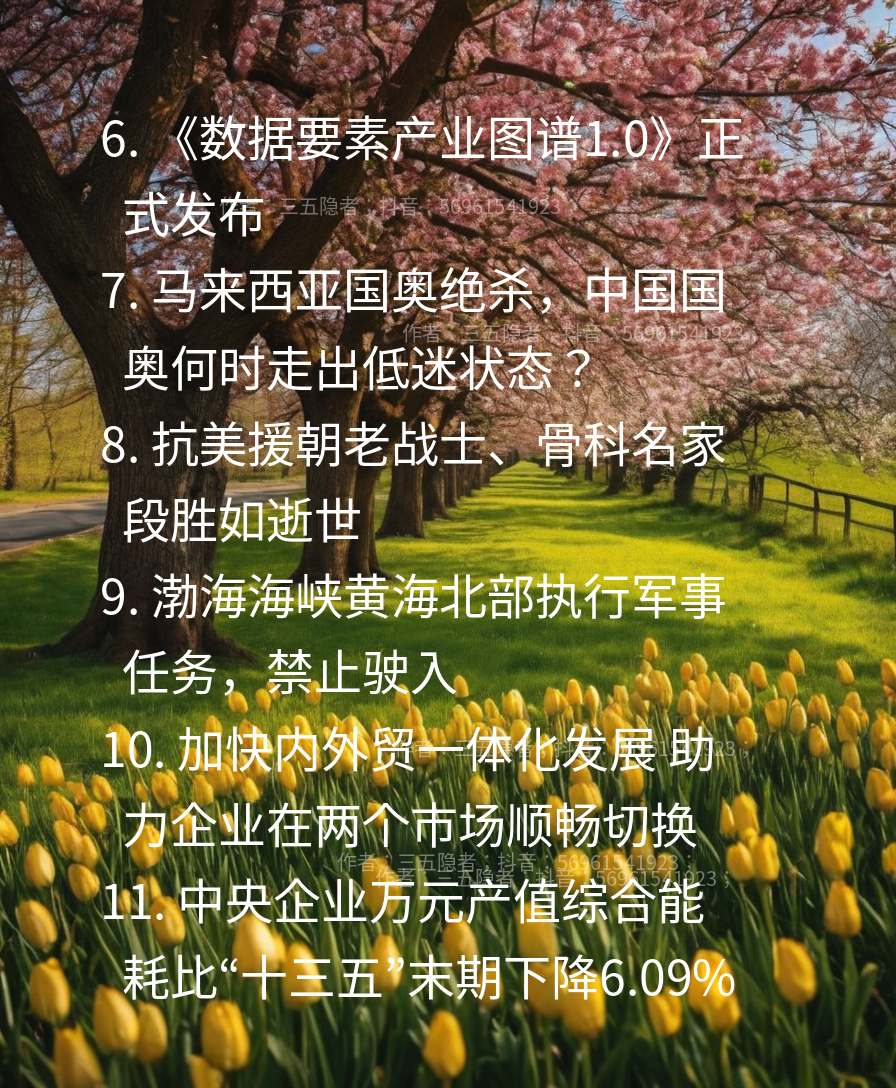 6. 《数据要素产业图谱1.0》正
式发布
三五隐者；抖音：56961541923；
7. 马来西亚国奥绝杀，中国国
作者：三五隐者；抖音：56961541923；
奥何时走出低迷状态？
8. 抗美援朝老战士、骨科名家
段胜如逝世
9. 渤海海峡黄海北部执行军事
任务，禁止驶入
10. 加快内外贸一体化发展 助
力企业在两个市场顺畅切换
作者：三五隐者；抖音：56961541923；
作者：三五隐者；抖音：56961541923；
11. 中央企业万元产值综合能
耗比“十三五”末期下降6.09%